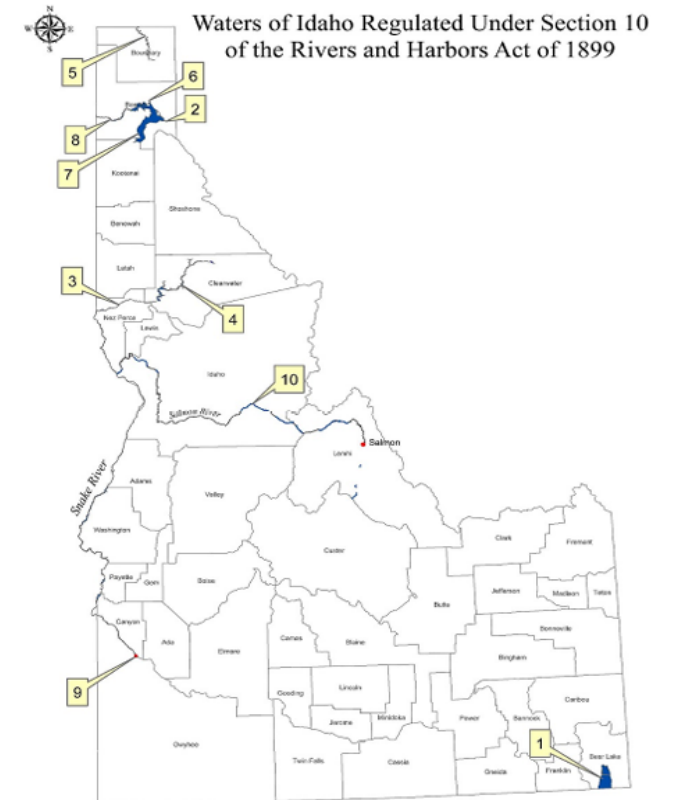 N
W
E
S
Waters of Idaho Regulated Under Section 10
of the Rivers and Harbors Act of 1899
5
Boundary
6
2
8
7
Kootenai
Shoshone
Benewah
Latah
3
Clearwater
Nez Perce
Lewis
4
Idaho
10
Salmon River
Salmon
Lemhi
Snake River
Adams
Valley
Washington
Custer
Clark
Fremont
Payette
Gem
Boise
Butte
Jefferson
Madison
Teton
Canyon
Ada
Elmore
Camas
Blaine
Bonneville
Bingham
9
Gooding
Lincoln
Caribou
Jerome
Minidoka
Power
Bannock
Owyhee
1
Bear Lake
Twin Falls
Cassia
Oneida
Franklin